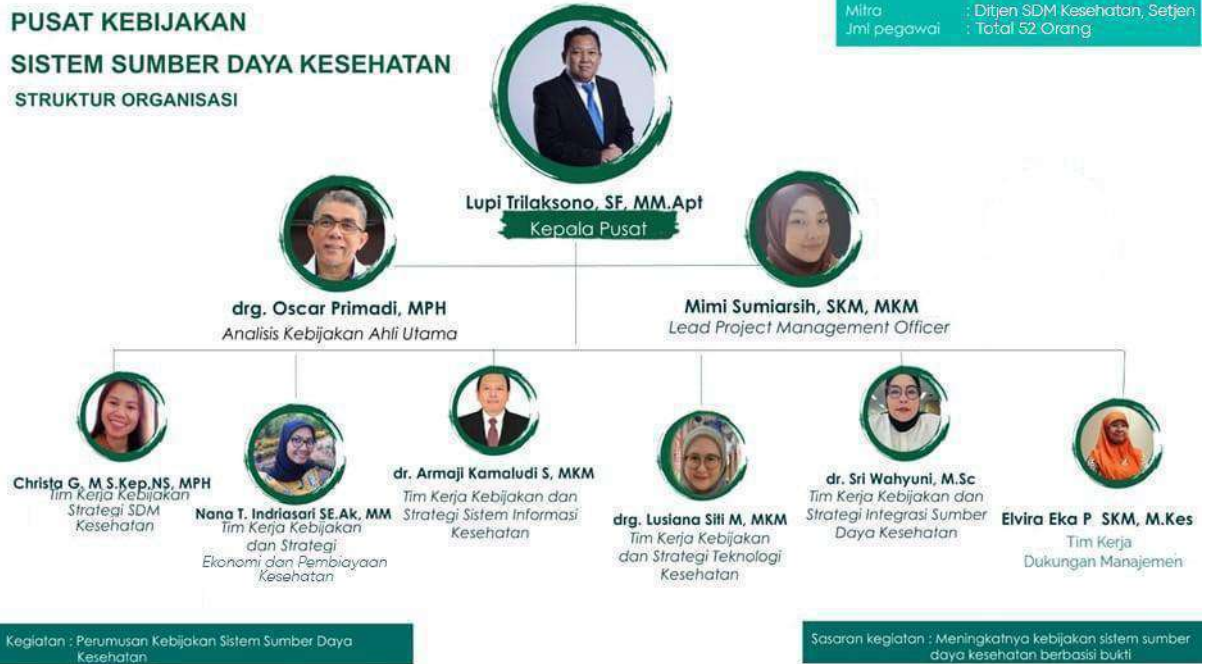 PUSAT KEBIJAKAN
SISTEM SUMBER DAYA KESEHATAN
STRUKTUR ORGANISASI
Mitra : Ditjen SDM Kesehatan, Setjen
Jml pegawai : Total 52 Orang
Lupi Trilaksono, SF, MM.Apt
Kepala Pusat
drg. Oscar Primadi, MPH
Analisis Kebijakan Ahli Utama
Mimi Sumiarsih, SKM, MKM
Lead Project Management Officer
Christa G, M S.Kep,NS, MPH
Tim Kerja Kebijakan
Strategi SDM
Kesehatan
Nana T. Indriasari SE.Ak, MM
Tim Kerja Kebijakan
dan Strategi
Ekonomi dan Pembiayaan
Kesehatan
dr. Armaji Kamaludi S, MKM
Tim Kerja Kebijakan dan
Strategi Sistem Informasi
Kesehatan
drg. Lusiana Siti M, MKM
Tim Kerja Kebijakan
dan Strategi Teknologi
Kesehatan
dr. Sri Wahyuni, M.Sc
Tim Kerja Kebijakan dan
Strategi Integrasi Sumber
Daya Kesehatan
Elvira Eka P SKM, M.Kes
Tim Kerja
Dukungan Manajemen
Kegiatan : Perumusan Kebijakan Sistem Sumber Daya
Kesehatan
Sasaran kegiatan : Meningkatnya kebijakan sistem sumber
daya kesehatan berbasisi bukti